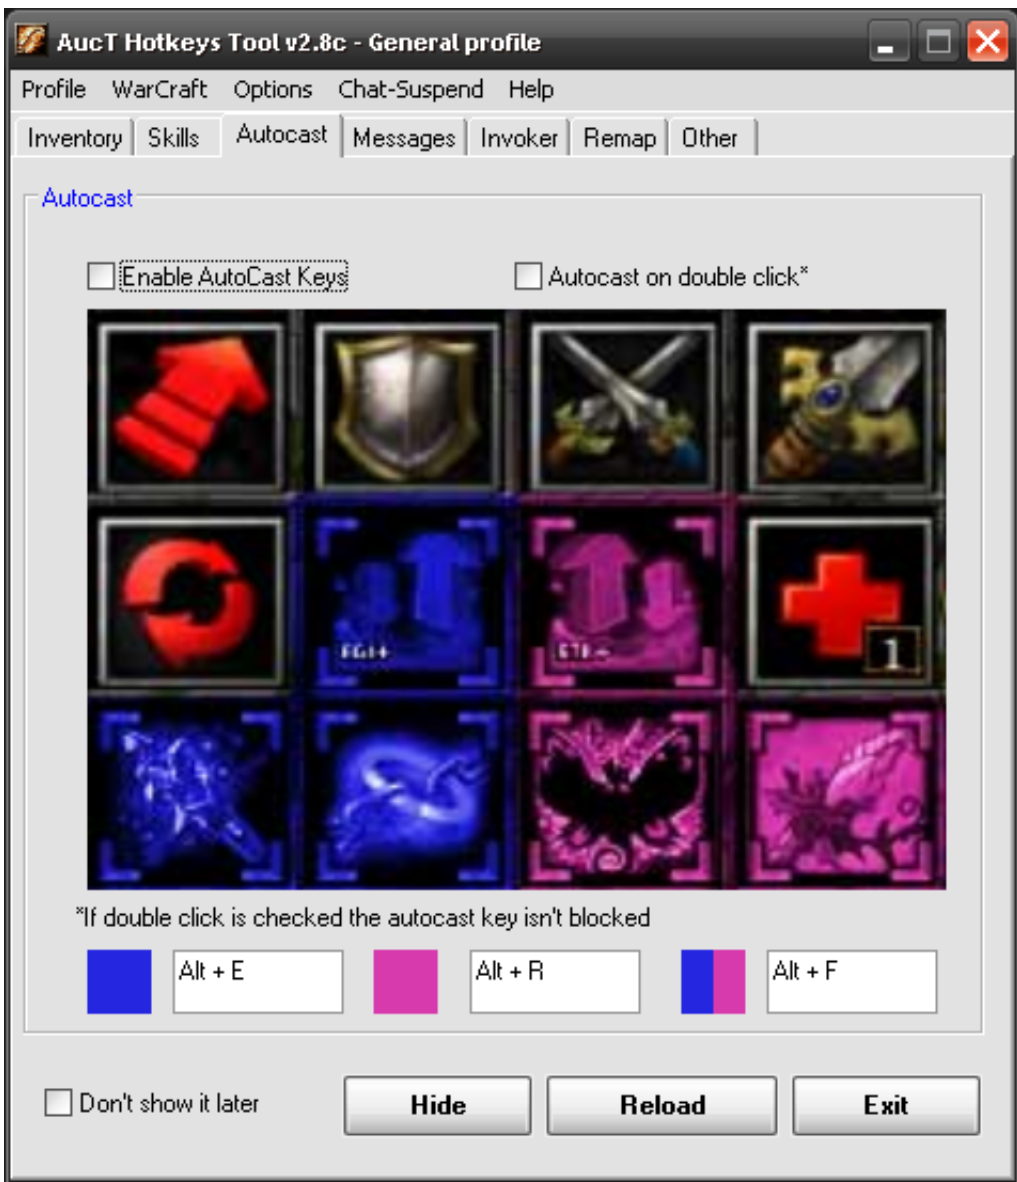 AucT Hotkeys Tool v2.8c - General profile
Profile WarCraft Options Chat-Suspend Help
Inventory Skills Autocast Messages Invoker Remap Other
Autocast
Enable AutoCast Keys Autocast on double click*
1
*If double click is checked the autocast key isn't blocked
Alt + E Alt + R Alt + F
Don't show it later Hide Reload Exit